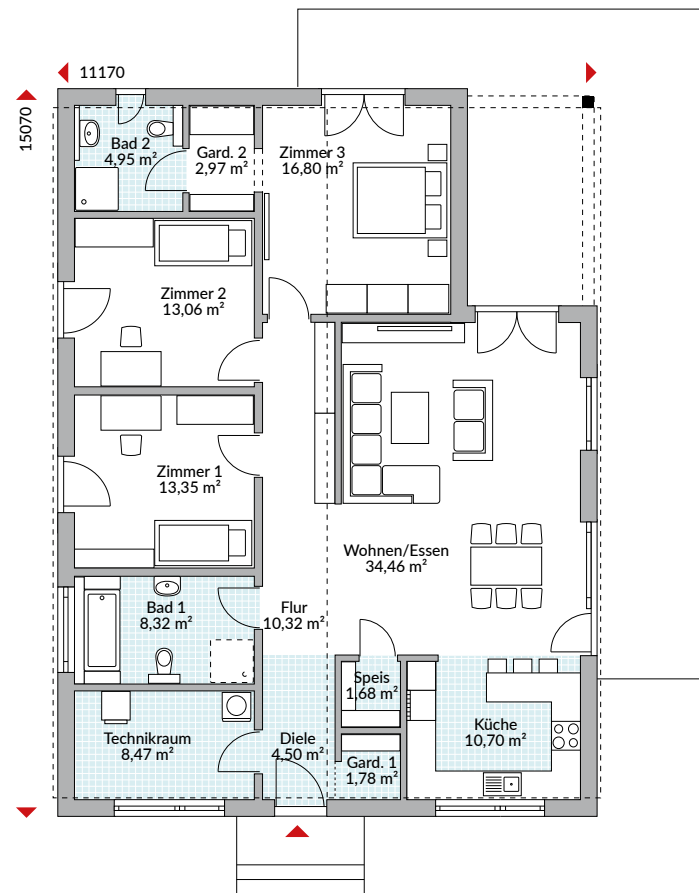 11170
15070
Bad 2
4,95 m²
Gard. 2
2,97 m²
Zimmer 3
16,80 m²
Zimmer 2
13,06 m²
Zimmer 1
13,35 m²
Wohnen/Essen
34,46 m²
Bad 1
8,32 m²
Flur
10,32 m²
Speis
1,68 m²
Küche
10,70 m²
Technikraum
8,47 m²
Diele
4,50 m²
Gard. 1
1,78 m²